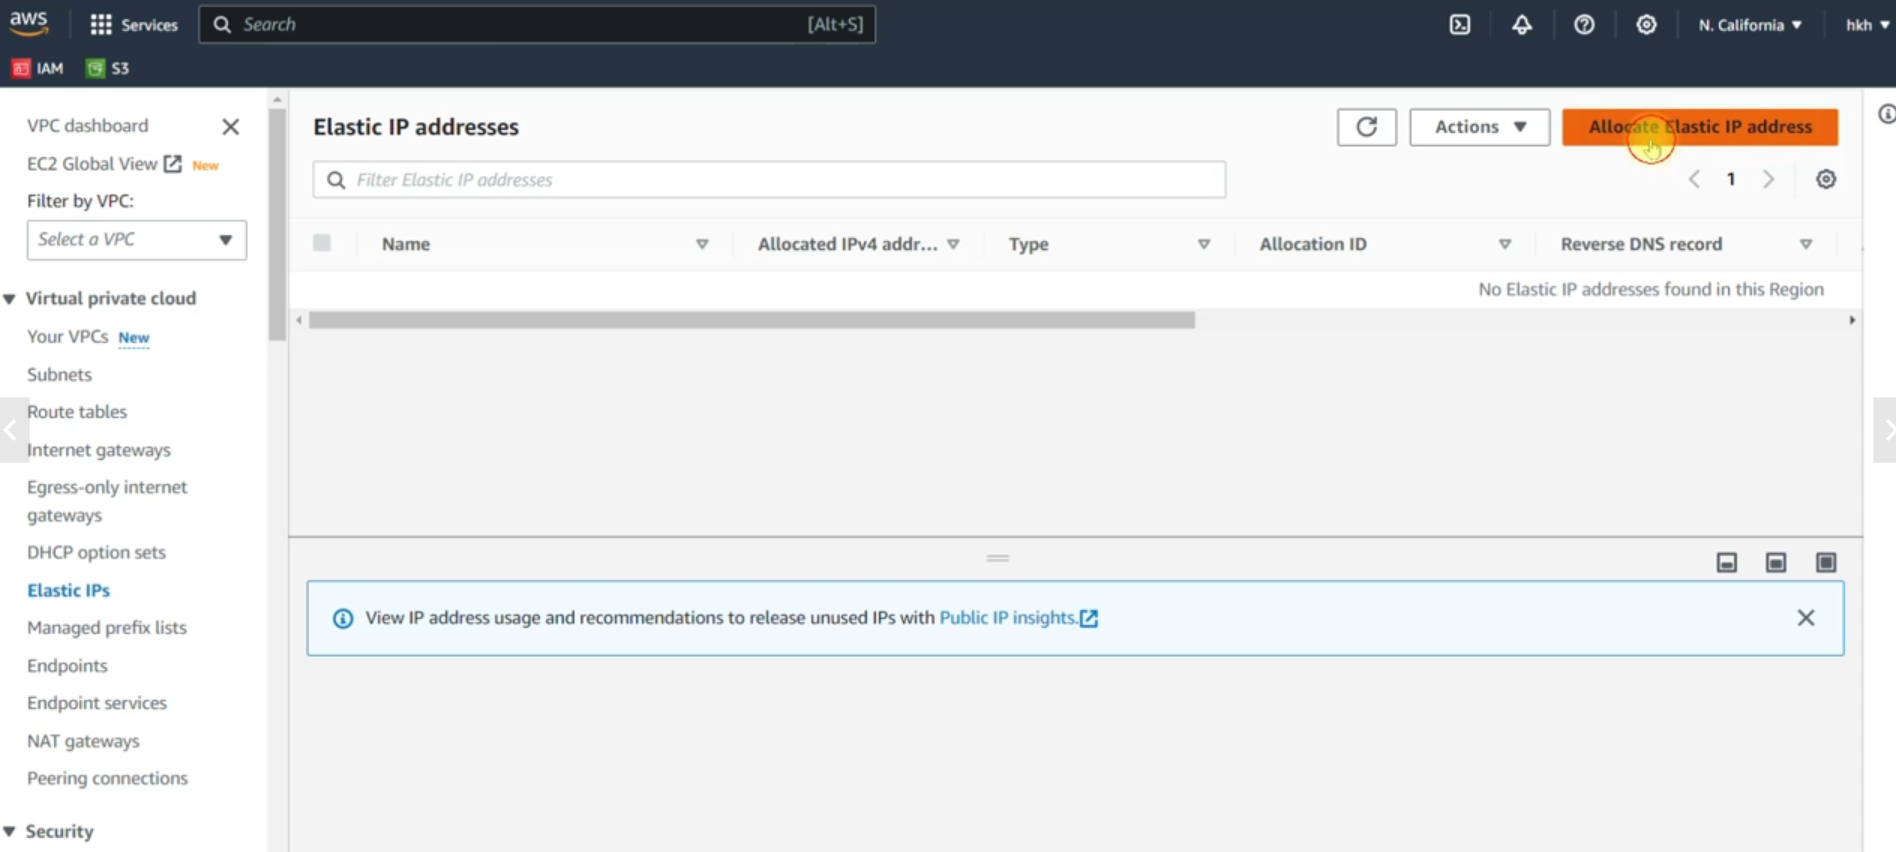 aws Services Search [Alt+S] N. California hkh
IAM S3
VPC dashboard
EC2 Global View New
Filter by VPC:
Select a VPC
Virtual private cloud
Your VPCs New
Subnets
Route tables
Internet gateways
Egress-only internet
gateways
DHCP option sets
Elastic IPs
Managed prefix lists
Endpoints
Endpoint services
NAT gateways
Peering connections
Security
Elastic IP addresses Actions Allocate Elastic IP address
Filter Elastic IP addresses 1
Name Allocated IPv4 addr... Type Allocation ID Reverse DNS record
No Elastic IP addresses found in this Region
View IP address usage and recommendations to release unused IPs with Public IP insights.